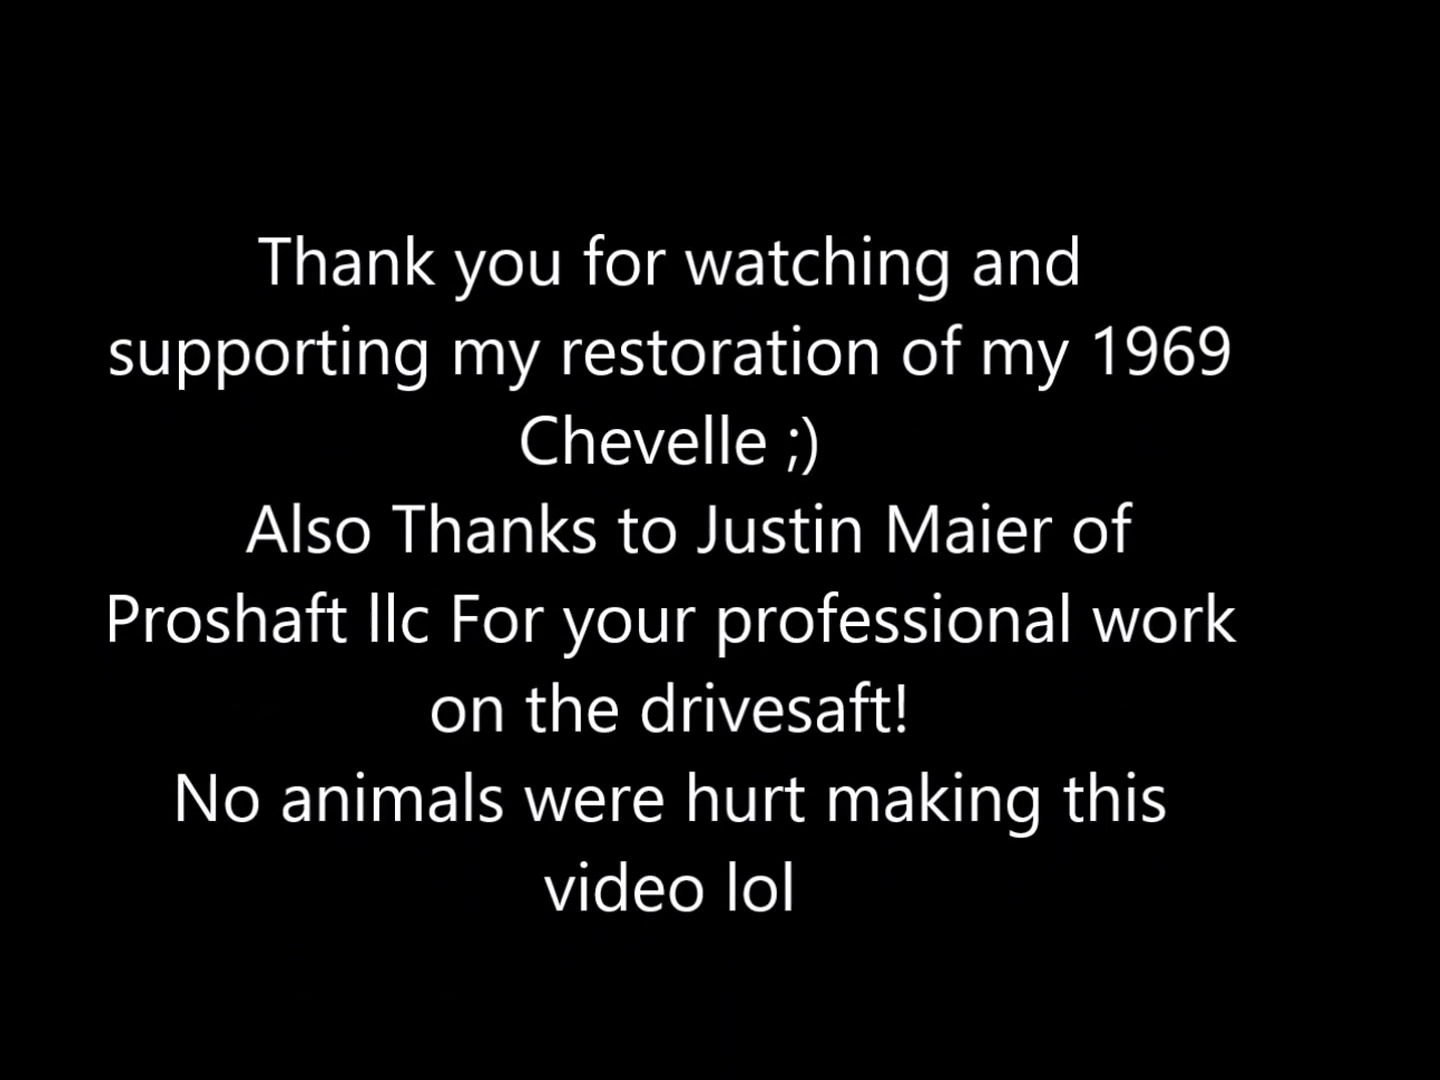 Thank you for watching and
supporting my restoration of my 1969
Chevelle ;)
Also Thanks to Justin Maier of
Proshaft llc For your professional work
on the drivesaft!
No animals were hurt making this
video lol